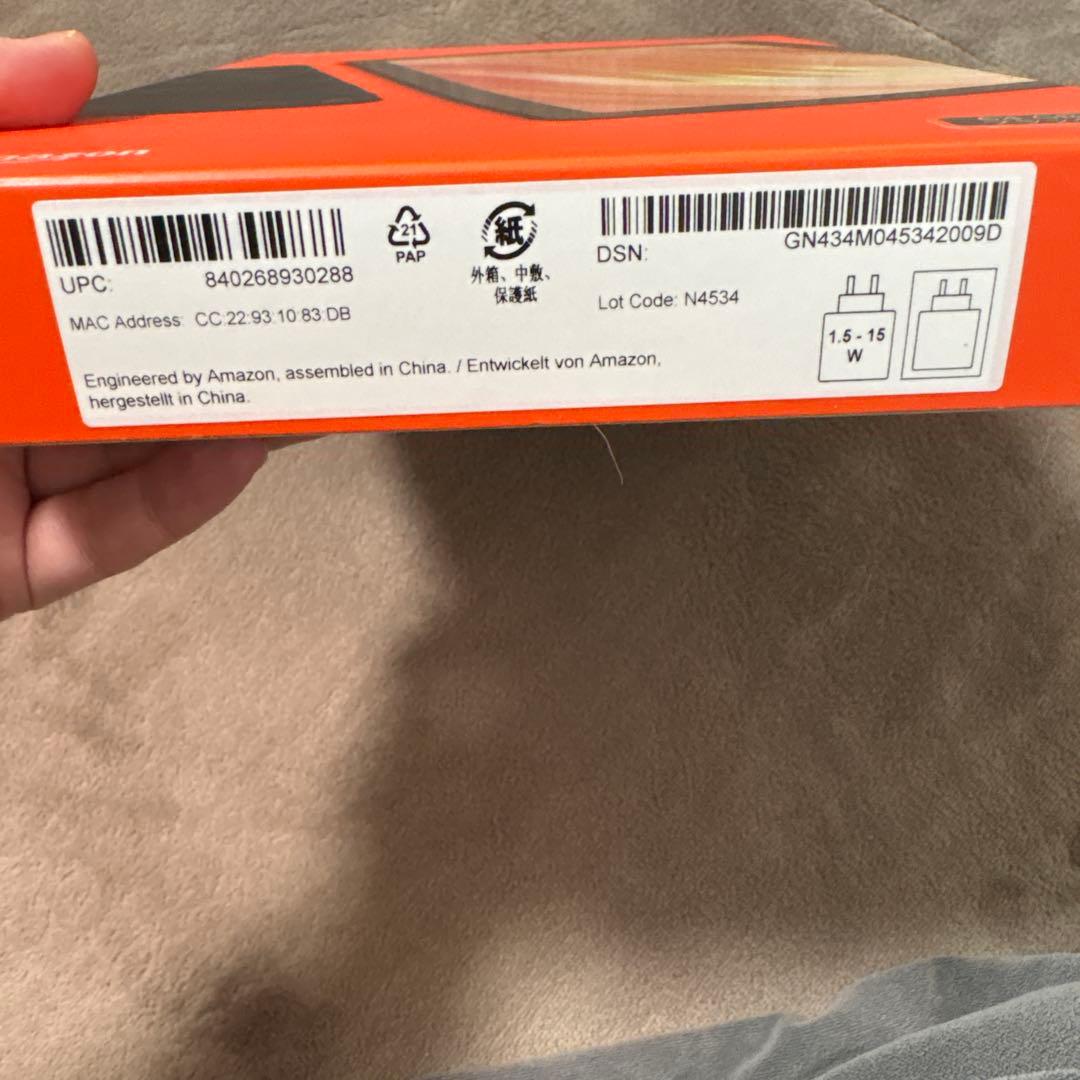 amazon
UPC: 840268930288
21
PAP
紙
外箱、中敷、
保護紙
DSN: GN434M045342009D
MAC Address: CC:22:93:10:83:DB
Lot Code: N4534
1.5 - 15
W
Engineered by Amazon, assembled in China. / Entwickelt von Amazon,
hergestellt in China.